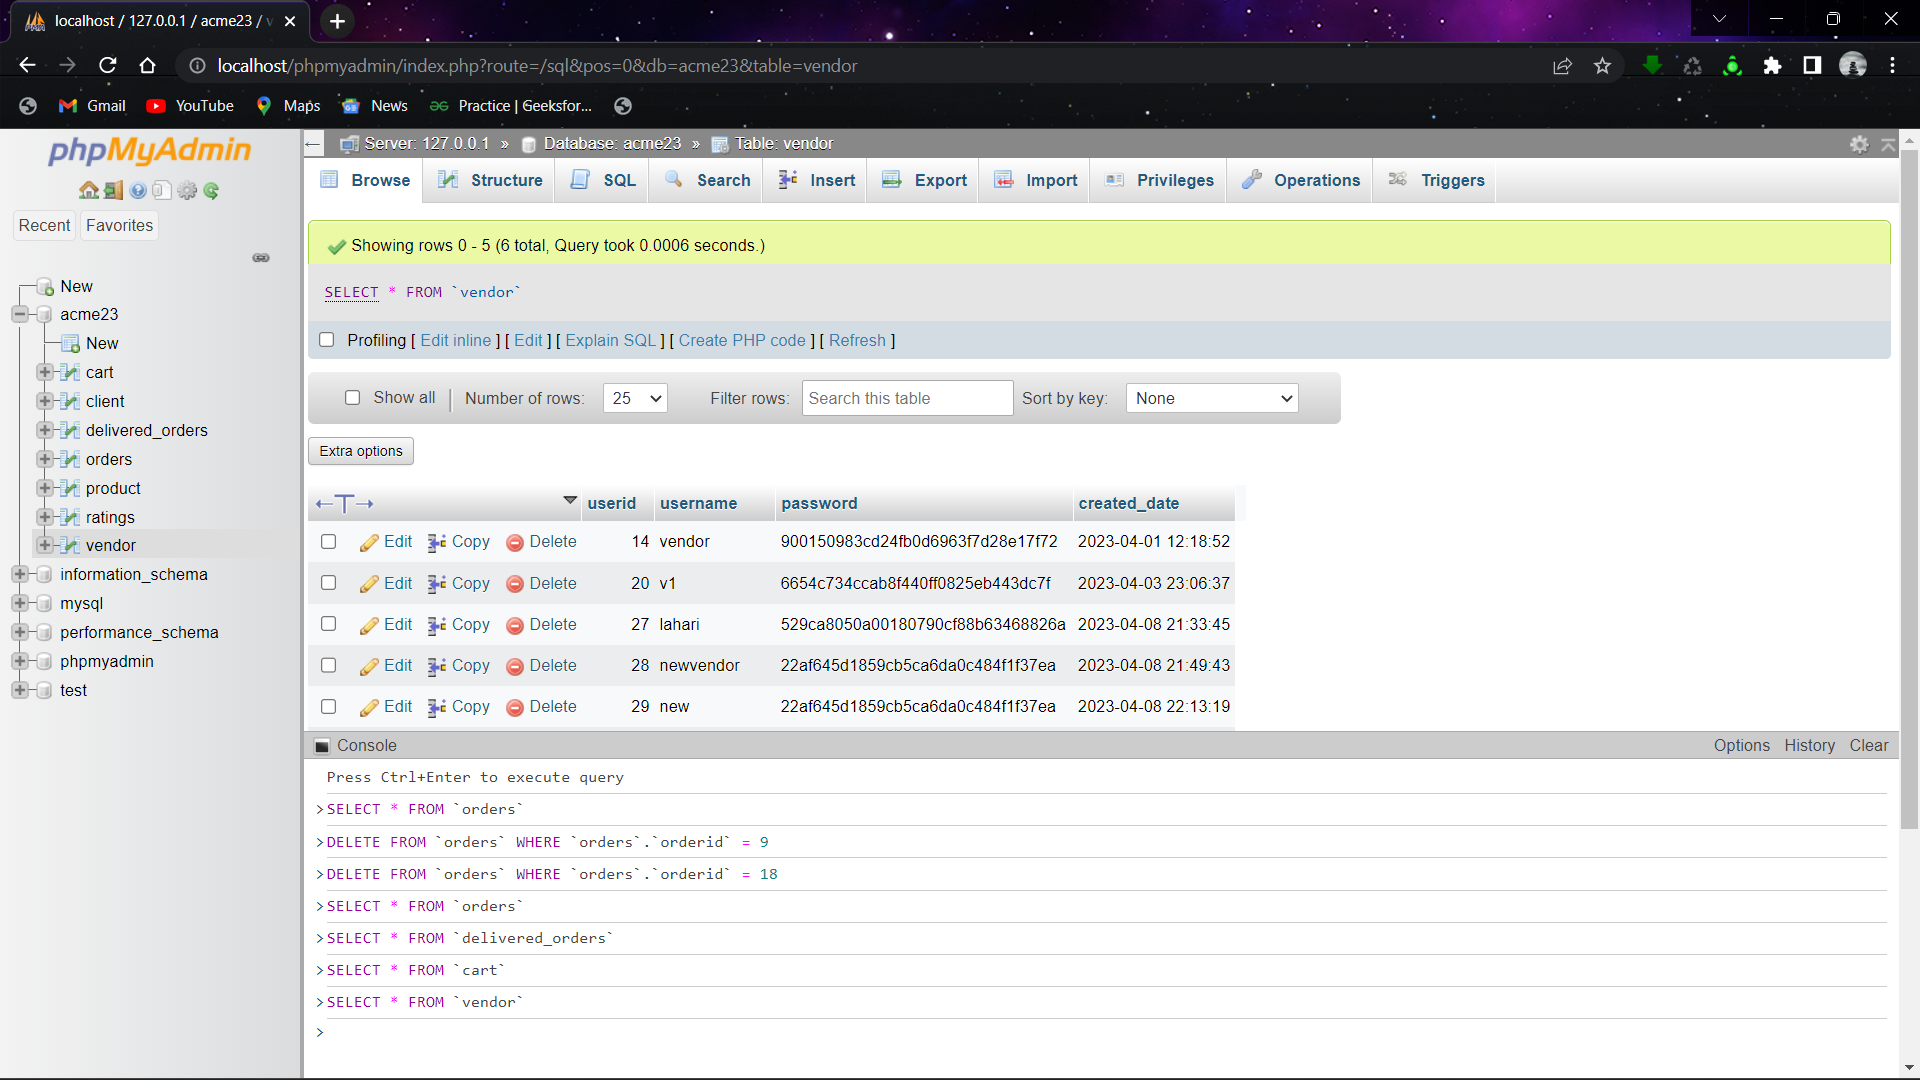 localhost / 127.0.0.1 / acme23 / v
localhost/phpmyadmin/index.php?route=/sql&pos=0&db=acme23&table=vendor
Gmail YouTube Maps News Practice | Geeksfor...
phpMyAdmin
Recent Favorites
New
acme23
New
cart
client
delivered_orders
orders
product
ratings
vendor
information_schema
mysql
performance_schema
phpmyadmin
test
Server: 127.0.0.1 » Database: acme23 » Table: vendor
Browse Structure SQL Search Insert Export Import Privileges Operations Triggers
Showing rows 0 - 5 (6 total, Query took 0.0006 seconds.)
SELECT * FROM `vendor`
Profiling [ Edit inline ] [ Edit ] [ Explain SQL ] [ Create PHP code ] [ Refresh ]
Show all Number of rows: 25 Filter rows: Search this table Sort by key: None
Extra options
←T→ userid username password created_date
Edit Copy Delete 14 vendor 900150983cd24fb0d6963f7d28e17f72 2023-04-01 12:18:52
Edit Copy Delete 20 v1 6654c734ccab8f440ff0825eb443dc7f 2023-04-03 23:06:37
Edit Copy Delete 27 lahari 529ca8050a00180790cf88b63468826a 2023-04-08 21:33:45
Edit Copy Delete 28 newvendor 22af645d1859cb5ca6da0c484f1f37ea 2023-04-08 21:49:43
Edit Copy Delete 29 new 22af645d1859cb5ca6da0c484f1f37ea 2023-04-08 22:13:19
Console Options History Clear
Press Ctrl+Enter to execute query
>SELECT * FROM `orders`
>DELETE FROM `orders` WHERE `orders`.`orderid` = 9
>DELETE FROM `orders` WHERE `orders`.`orderid` = 18
>SELECT * FROM `orders`
>SELECT * FROM `delivered_orders`
>SELECT * FROM `cart`
>SELECT * FROM `vendor`
>